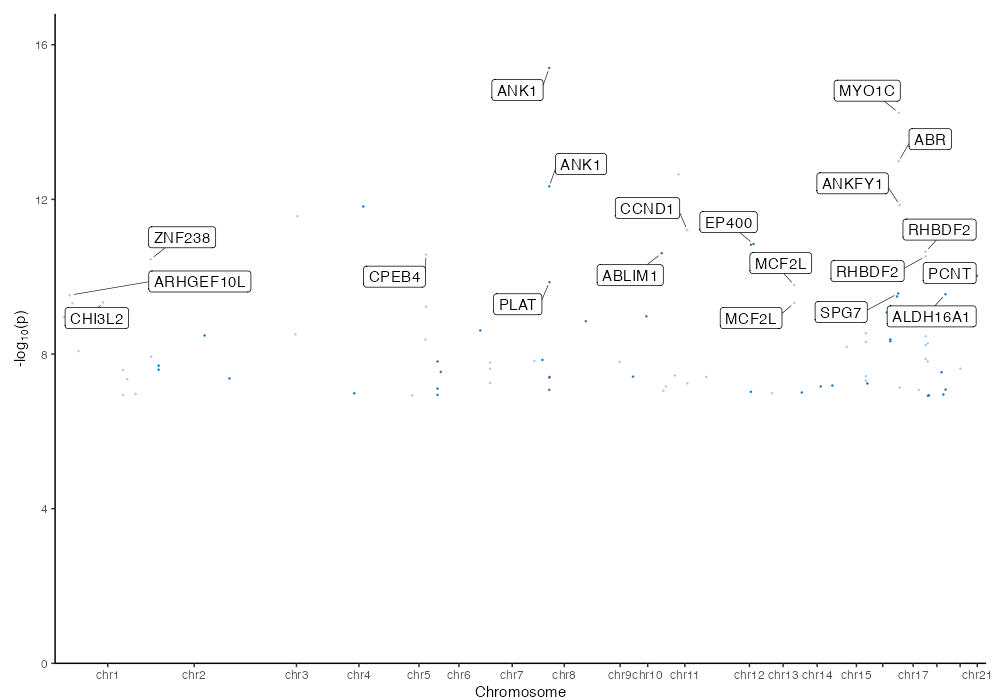 16
ANK1
MYO1C
ABR
ANK1
ANKFY1
12
CCND1
EP400
RHBDF2
ZNF238
MCF2L
RHBDF2
PCNT
CPEB4
ABLIM1
ARHGEF10L
PLAT
CHI3L2
MCF2L
SPG7
ALDH16A1
-log10(p)
8
4
0
chr1 chr2 chr3 chr4 chr5 chr6 chr7 chr8 chr9chr10 chr11 chr12 chr13 chr14 chr15 chr17 chr21
Chromosome